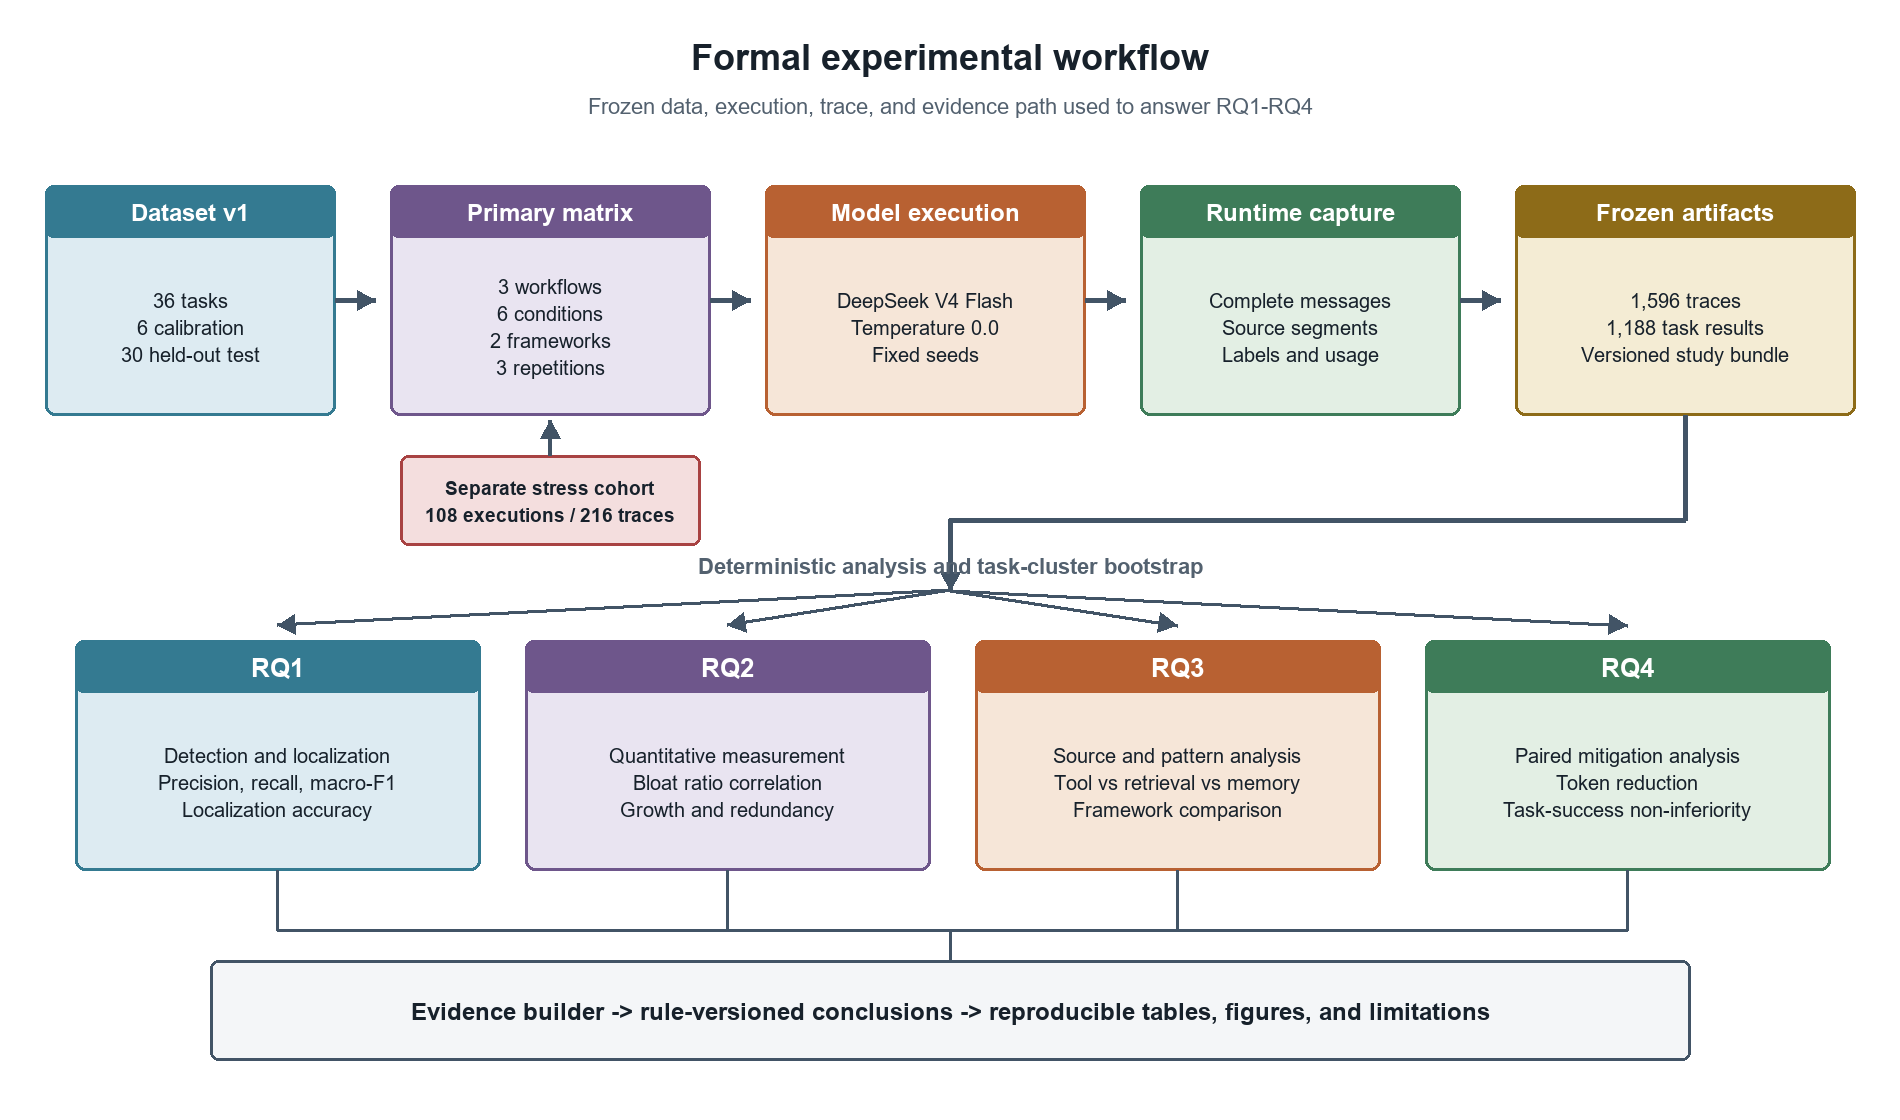 Formal experimental workflow
Frozen data, execution, trace, and evidence path used to answer RQ1-RQ4
Dataset v1
36 tasks
6 calibration
30 held-out test
Primary matrix
3 workflows
6 conditions
2 frameworks
3 repetitions
Model execution
DeepSeek V4 Flash
Temperature 0.0
Fixed seeds
Runtime capture
Complete messages
Source segments
Labels and usage
Frozen artifacts
1,596 traces
1,188 task results
Versioned study bundle
Separate stress cohort
108 executions / 216 traces
Deterministic analysis and task-cluster bootstrap
RQ1
Detection and localization
Precision, recall, macro-F1
Localization accuracy
RQ2
Quantitative measurement
Bloat ratio correlation
Growth and redundancy
RQ3
Source and pattern analysis
Tool vs retrieval vs memory
Framework comparison
RQ4
Paired mitigation analysis
Token reduction
Task-success non-inferiority
Evidence builder -> rule-versioned conclusions -> reproducible tables, figures, and limitations